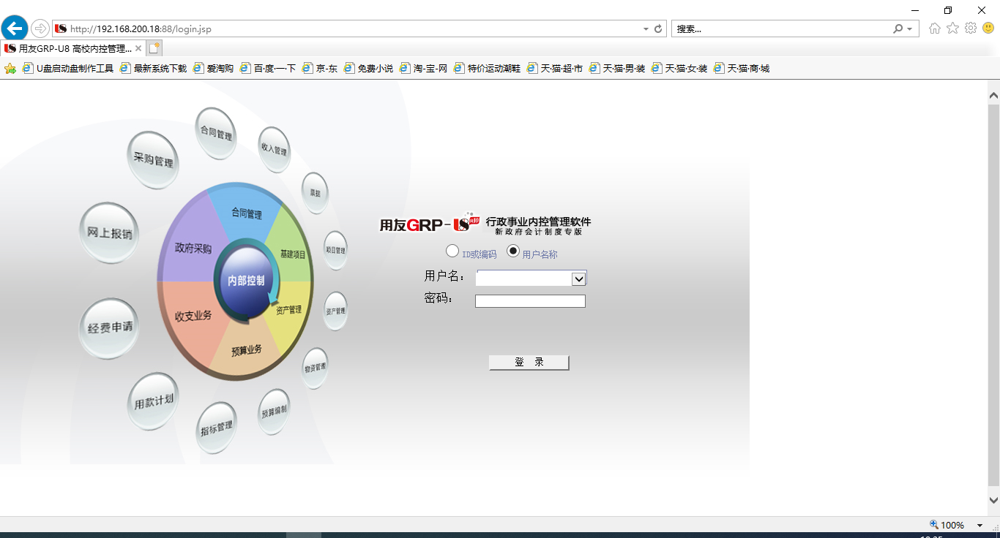 http://192.168.200.18:88/login.jsp
搜索...
用友GRP-U8 高校内控管理...
U盘启动盘制作工具
最新系统下载
爱淘购
百·度·一·下
京-东
免费小说
淘-宝-网
特价运动潮鞋
天·猫·超·市
天·猫·男·装
天·猫·女·装
天·猫·商·城
合同管理
收入管理
采购管理
票据
网上报销
项目管理
经费申请
资产管理
用款计划
物资管理
指标管理
预算编制
合同管理
政府采购
基建项目
内部控制
收支业务
资产管理
预算业务
用友GRP-U8 R10 行政事业内控管理软件
新政府会计制度专版
ID或编码 用户名称
用户名：
密码：
登 录
100%